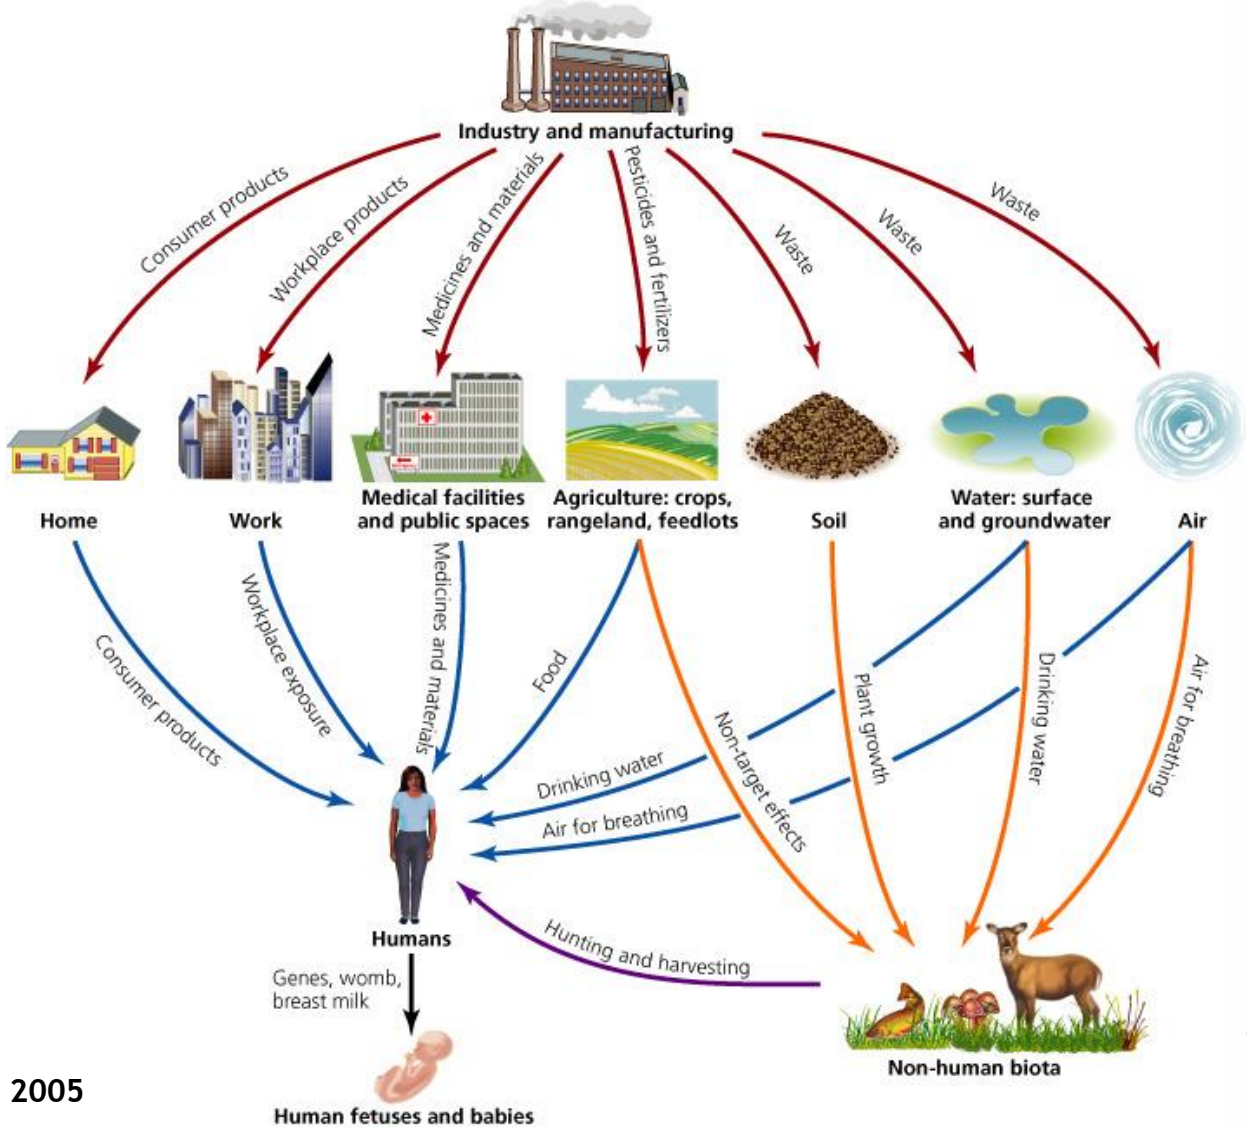 Industry and manufacturing
Consumer products
Workplace products
Medicines and materials
Pesticides and fertilizers
Waste
Waste
Waste
Home
Work
Medical facilities
and public spaces
Agriculture: crops,
rangeland, feedlots
Soil
Water: surface
and groundwater
Air
Consumer products
Workplace exposure
Medicines and materials
Food
Drinking water
Air for breathing
Non-target effects
Plant growth
Drinking water
Air for breathing
Humans
Hunting and harvesting
Genes, womb,
breast milk
Non-human biota
2005
Human fetuses and babies